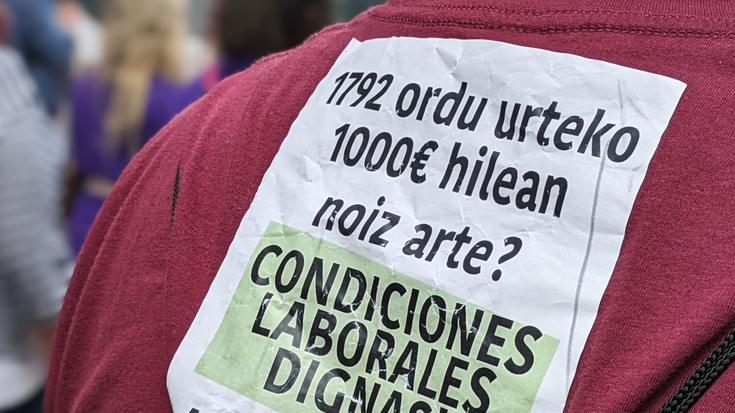 1792 ordu urteko
1000€ hilean
noiz arte?
CONDICIONES
LABORALES